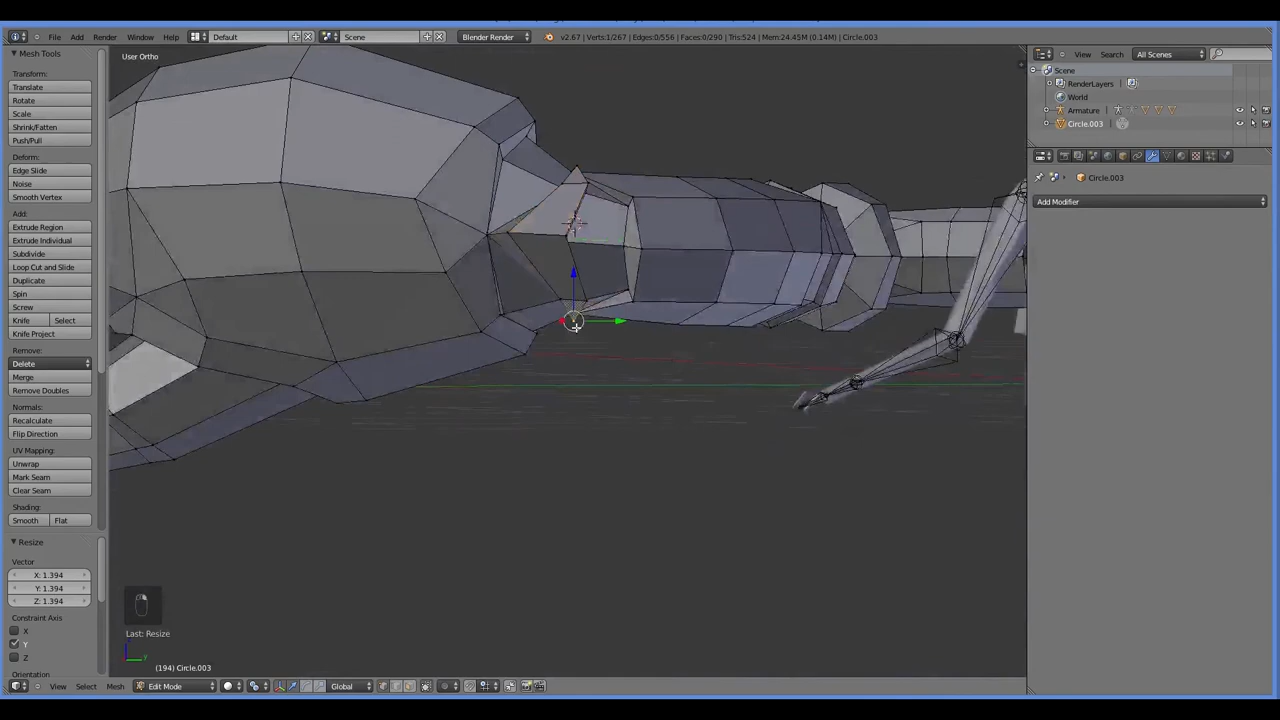 File Add Render Window Help
Default
Scene
Blender Render
v2.67 | Verts:1/267 | Edges:0/556 | Faces:0/290 | Tris:524 | Mem:24.45M (0.14M) | Circle.003
Mesh Tools
Transform:
Translate
Rotate
Scale
Shrink/Fatten
Push/Pull
Deform:
Edge Slide
Noise
Smooth Vertex
Add:
Extrude Region
Extrude Individual
Subdivide
Loop Cut and Slide
Duplicate
Spin
Screw
Knife Select
Knife Project
Remove:
Delete
Merge
Remove Doubles
Normals:
Recalculate
Flip Direction
UV Mapping:
Unwrap
Mark Seam
Clear Seam
Shading:
Smooth Flat
Resize
Vector
X: 1.394
Y: 1.394
Z: 1.394
Constraint Axis
X
Y
Z
Orientation
User Ortho
Last: Resize
(194) Circle.003
View Select Mesh
Edit Mode
Global
View Search All Scenes
Scene
RenderLayers
World
Armature
Circle.003
Circle.003
Add Modifier